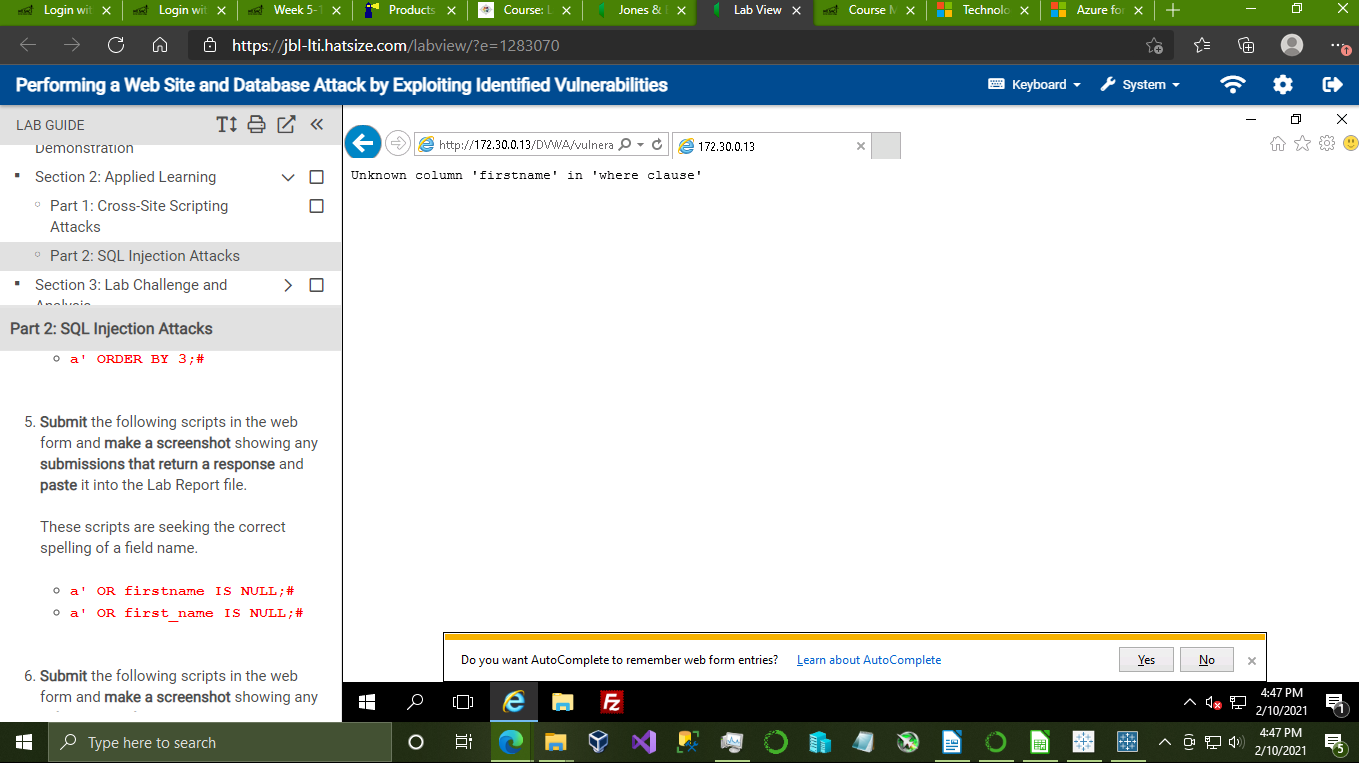 Login wit
Login wit
Week 5-1
Products
Course: L
Jones &
Lab View
Course M
Technolo
Azure for
https://jbl-lti.hatsize.com/labview/?e=1283070
Performing a Web Site and Database Attack by Exploiting Identified Vulnerabilities
Keyboard
System
LAB GUIDE
Demonstration
Section 2: Applied Learning
Part 1: Cross-Site Scripting
Attacks
Part 2: SQL Injection Attacks
Section 3: Lab Challenge and
Analysis
Part 2: SQL Injection Attacks
a' ORDER BY 3;#
5. Submit the following scripts in the web
form and make a screenshot showing any
submissions that return a response and
paste it into the Lab Report file.
These scripts are seeking the correct
spelling of a field name.
a' OR firstname IS NULL;#
a' OR first_name IS NULL;#
6. Submit the following scripts in the web
form and make a screenshot showing any
http://172.30.0.13/DVWA/vulnera
172.30.0.13
Unknown column 'firstname' in 'where clause'
Do you want AutoComplete to remember web form entries?
Learn about AutoComplete
Yes
No
4:47 PM
2/10/2021
1
Type here to search
4:47 PM
2/10/2021
5